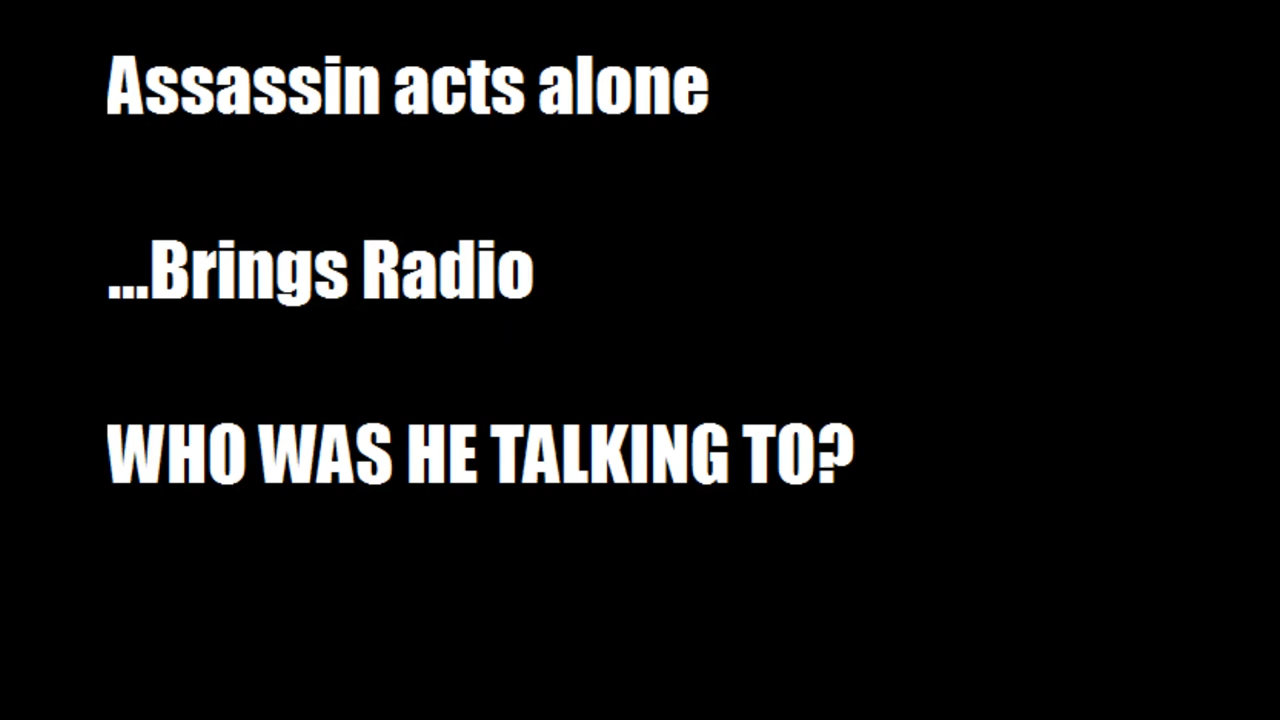 Assassin acts alone
...Brings Radio
WHO WAS HE TALKING TO?